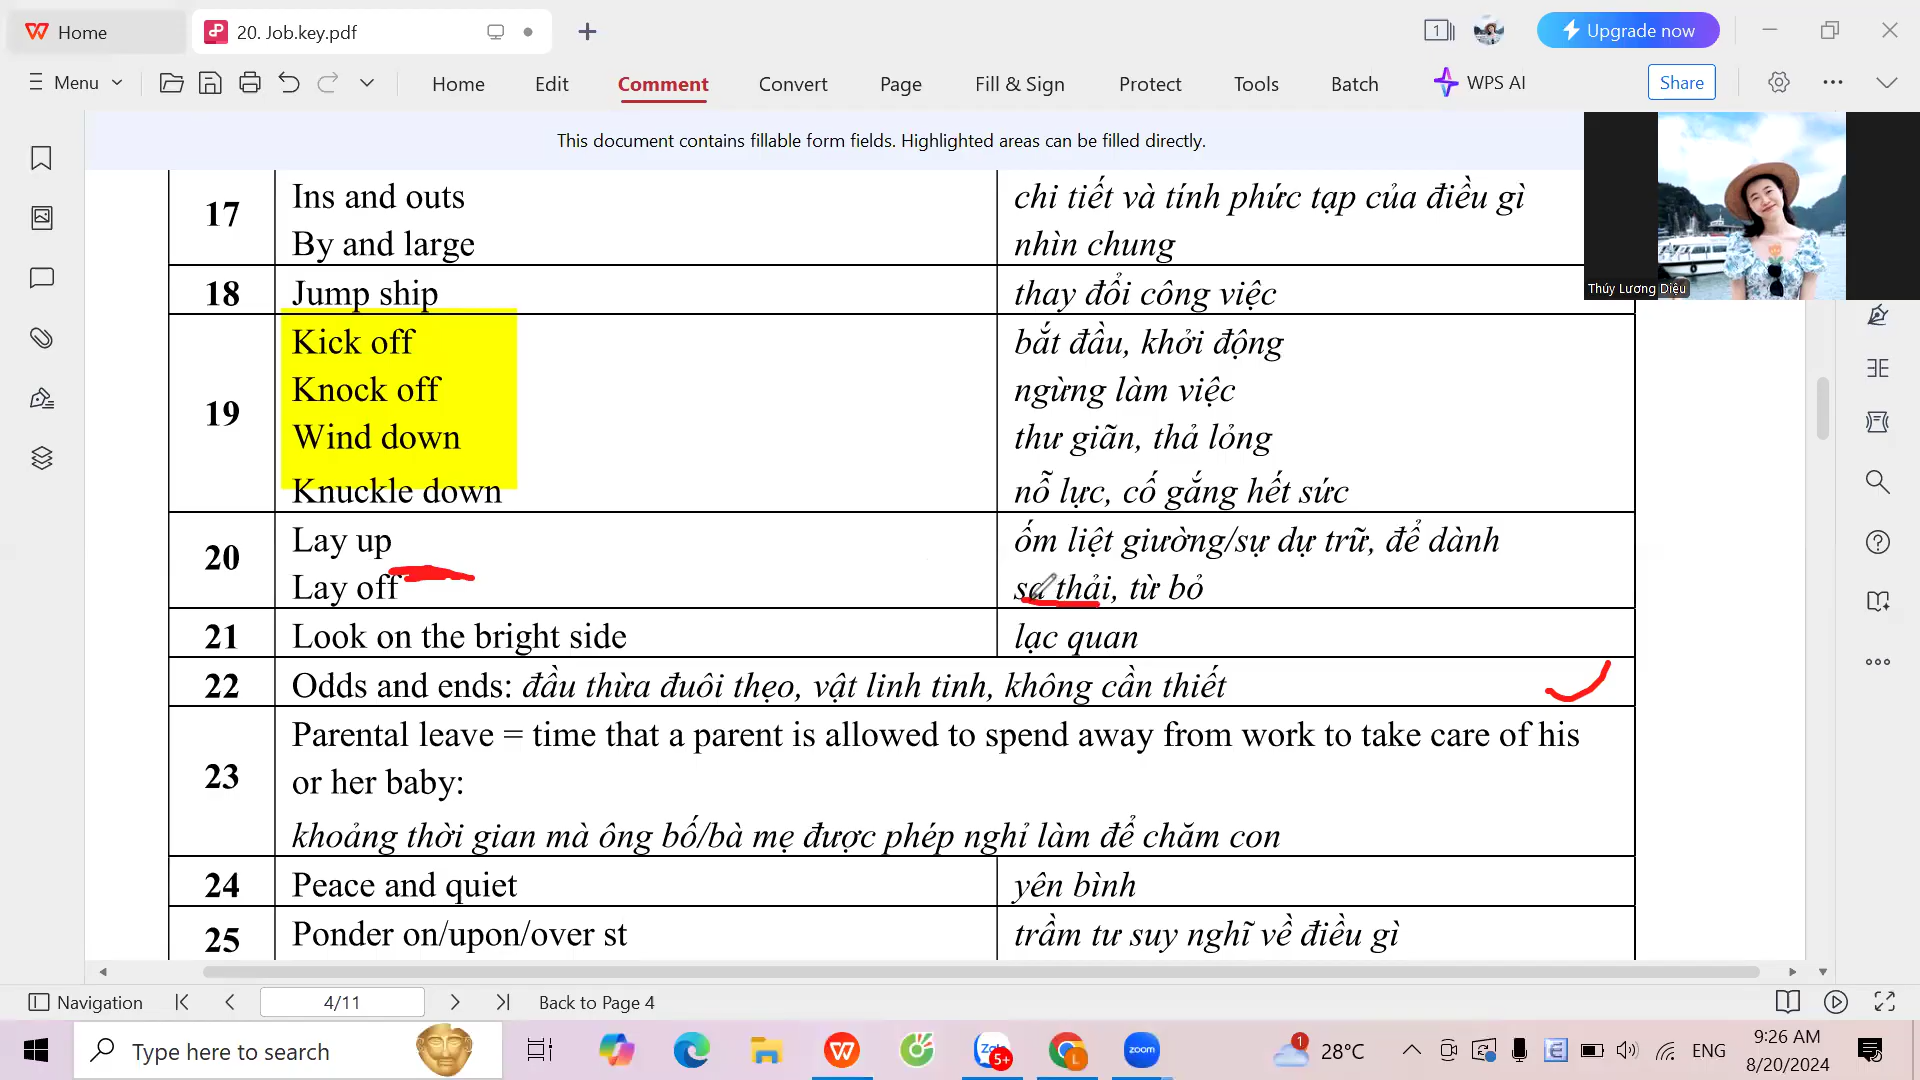 Home
20. Job.key.pdf
1
Upgrade now
Menu
Home Edit Comment Convert Page Fill & Sign Protect Tools Batch WPS AI
Share
This document contains fillable form fields. Highlighted areas can be filled directly.
Thúy Lương Diệu
17
Ins and outs
chi tiết và tính phức tạp của điều gì
By and large
nhìn chung
18
Jump ship
thay đổi công việc
19
Kick off
bắt đầu, khởi động
Knock off
ngừng làm việc
Wind down
thư giãn, thả lỏng
Knuckle down
nỗ lực, cố gắng hết sức
20
Lay up
ốm liệt giường/sự dự trữ, để dành
Lay off
sa thải, từ bỏ
21
Look on the bright side
lạc quan
22
Odds and ends: đầu thừa đuôi thẹo, vật linh tinh, không cần thiết
23
Parental leave = time that a parent is allowed to spend away from work to take care of his
or her baby:
khoảng thời gian mà ông bố/bà mẹ được phép nghỉ làm để chăm con
24
Peace and quiet
yên bình
25
Ponder on/upon/over st
trầm tư suy nghĩ về điều gì
Navigation
4/11
Back to Page 4
Type here to search
Zalo
5+
L
zoom
1
28°C
ENG
9:26 AM
8/20/2024